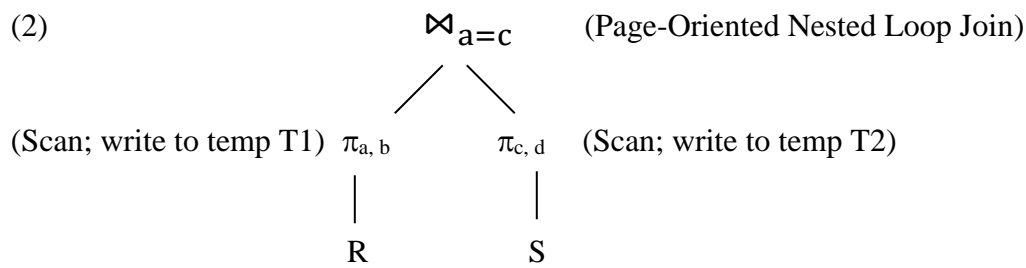 (2) ⋈a=c (Page-Oriented Nested Loop Join)
(Scan; write to temp T1) πa, b πc, d (Scan; write to temp T2)
R S